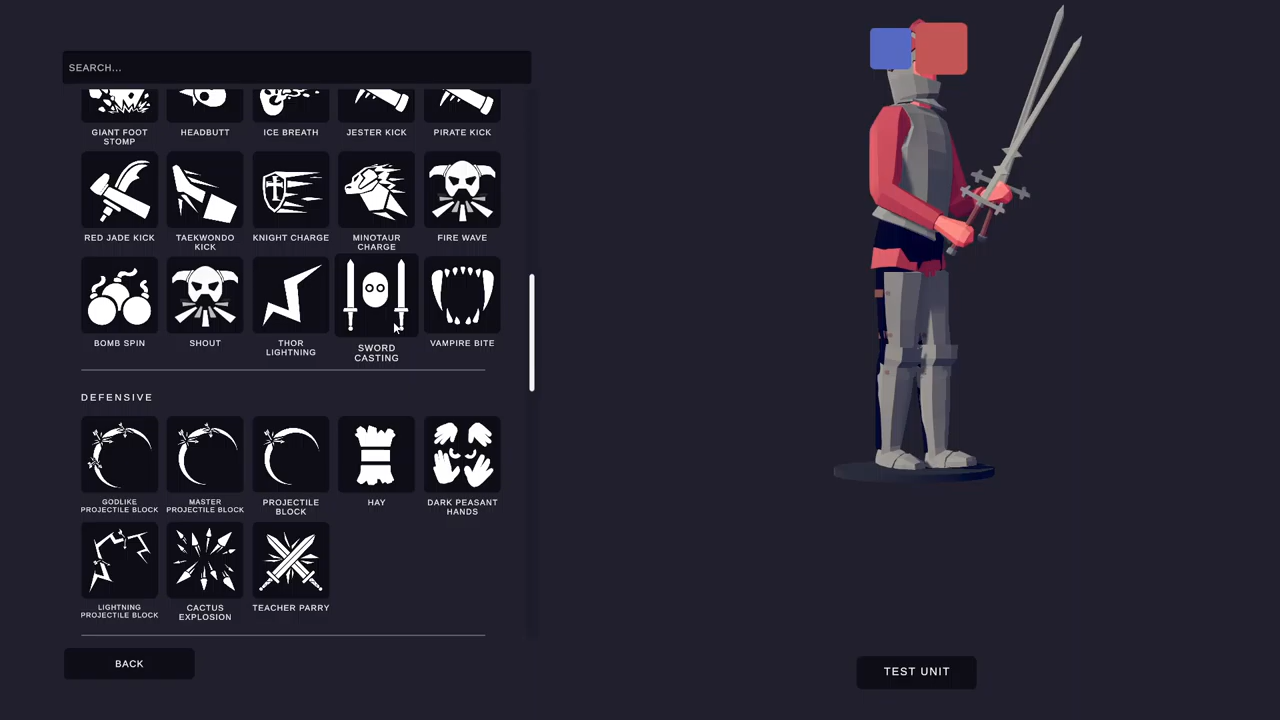 SEARCH...
GIANT FOOT
STOMP
HEADBUTT
ICE BREATH
JESTER KICK
PIRATE KICK
RED JADE KICK
TAEKWONDO
KICK
KNIGHT CHARGE
MINOTAUR
CHARGE
FIRE WAVE
BOMB SPIN
SHOUT
THOR
LIGHTNING
SWORD
CASTING
VAMPIRE BITE
DEFENSIVE
GODLIKE
PROJECTILE BLOCK
MASTER
PROJECTILE BLOCK
PROJECTILE
BLOCK
HAY
DARK PEASANT
HANDS
LIGHTNING
PROJECTILE BLOCK
CACTUS
EXPLOSION
TEACHER PARRY
BACK
TEST UNIT